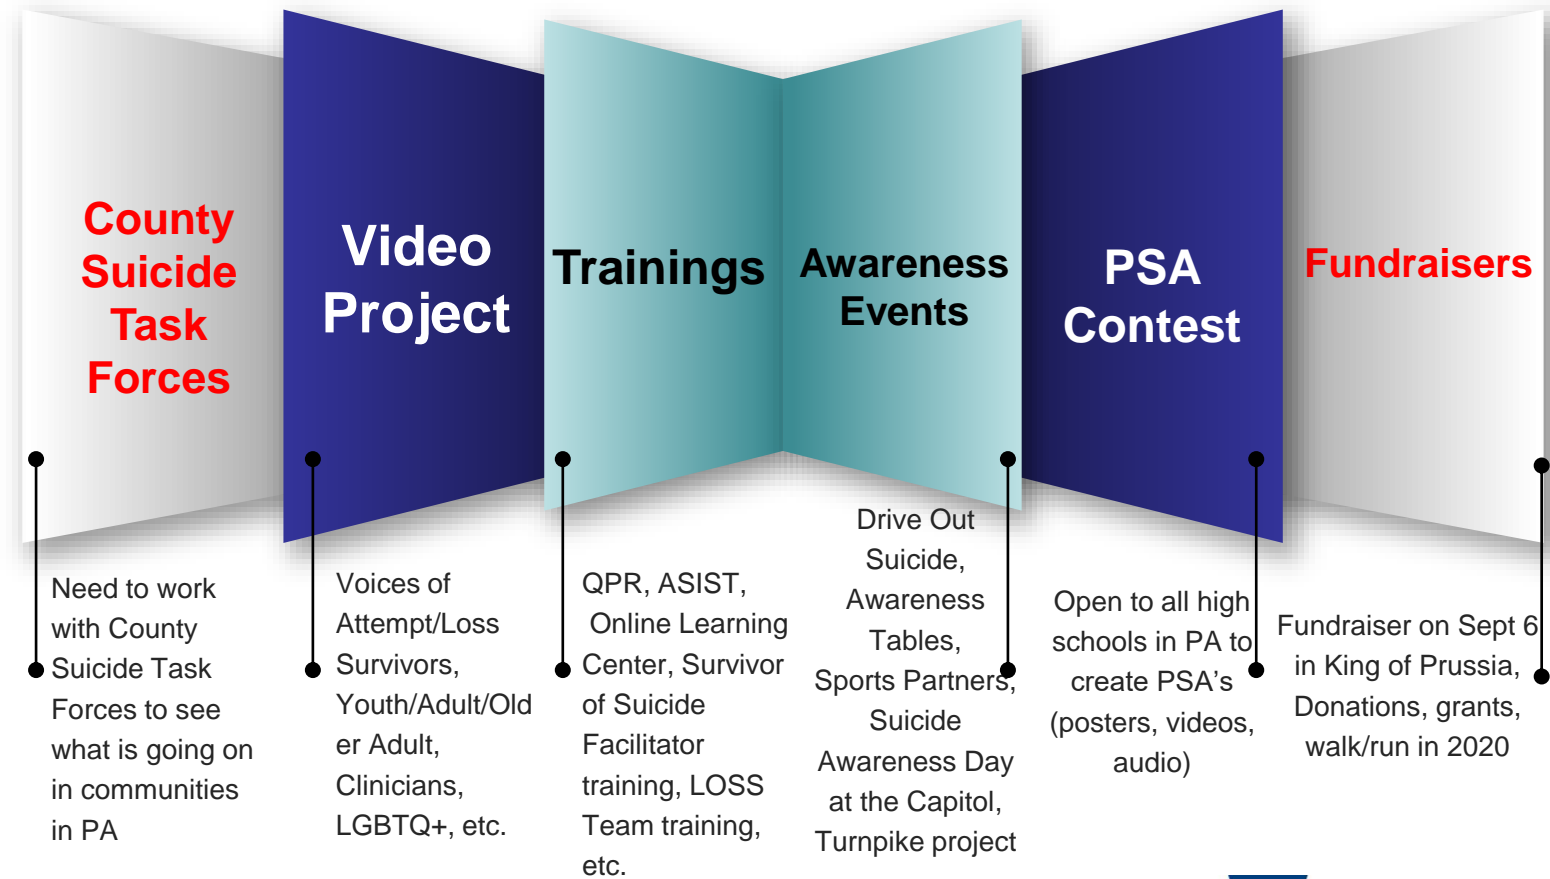 County
Suicide
Task
Forces
Video
Project
Trainings
Awareness
Events
PSA
Contest
Fundraisers
Need to work
with County
Suicide Task
Forces to see
what is going on
in communities
in PA
Voices of
Attempt/Loss
Survivors,
Youth/Adult/Old
er Adult,
Clinicians,
LGBTQ+, etc.
QPR, ASIST,
Online Learning
Center, Survivor
of Suicide
Facilitator
training, LOSS
Team training,
etc.
Drive Out
Suicide,
Awareness
Tables,
Sports Partners,
Suicide
Awareness Day
at the Capitol,
Turnpike project
Open to all high
schools in PA to
create PSA's
(posters, videos,
audio)
Fundraiser on Sept 6
in King of Prussia,
Donations, grants,
walk/run in 2020